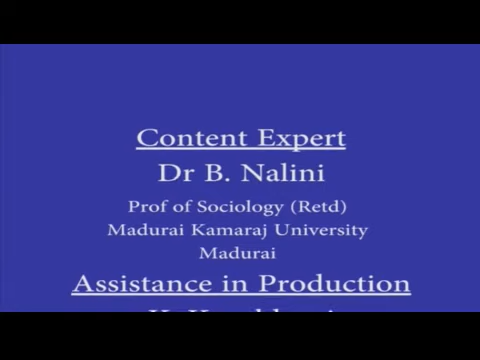 Content Expert
Dr B. Nalini
Prof of Sociology (Retd)
Madurai Kamaraj University
Madurai
Assistance in Production